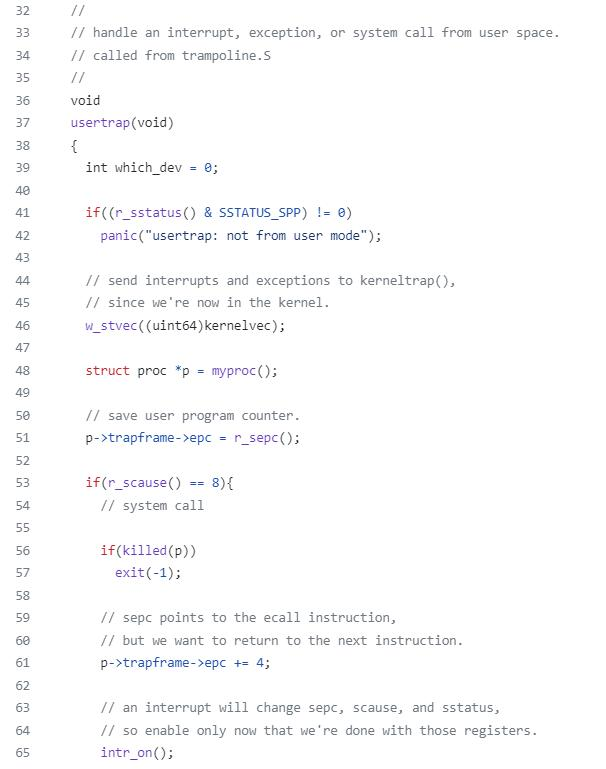 32 //
33 // handle an interrupt, exception, or system call from user space.
34 // called from trampoline.S
35 //
36 void
37 usertrap(void)
38 {
39   int which_dev = 0;
40
41   if((r_sstatus() & SSTATUS_SPP) != 0)
42     panic("usertrap: not from user mode");
43
44   // send interrupts and exceptions to kerneltrap(),
45   // since we're now in the kernel.
46   w_stvec((uint64)kernelvec);
47
48   struct proc *p = myproc();
49
50   // save user program counter.
51   p->trapframe->epc = r_sepc();
52
53   if(r_scause() == 8){
54     // system call
55
56     if(killed(p))
57       exit(-1);
58
59     // sepc points to the ecall instruction,
60     // but we want to return to the next instruction.
61     p->trapframe->epc += 4;
62
63     // an interrupt will change sepc, scause, and sstatus,
64     // so enable only now that we're done with those registers.
65     intr_on();